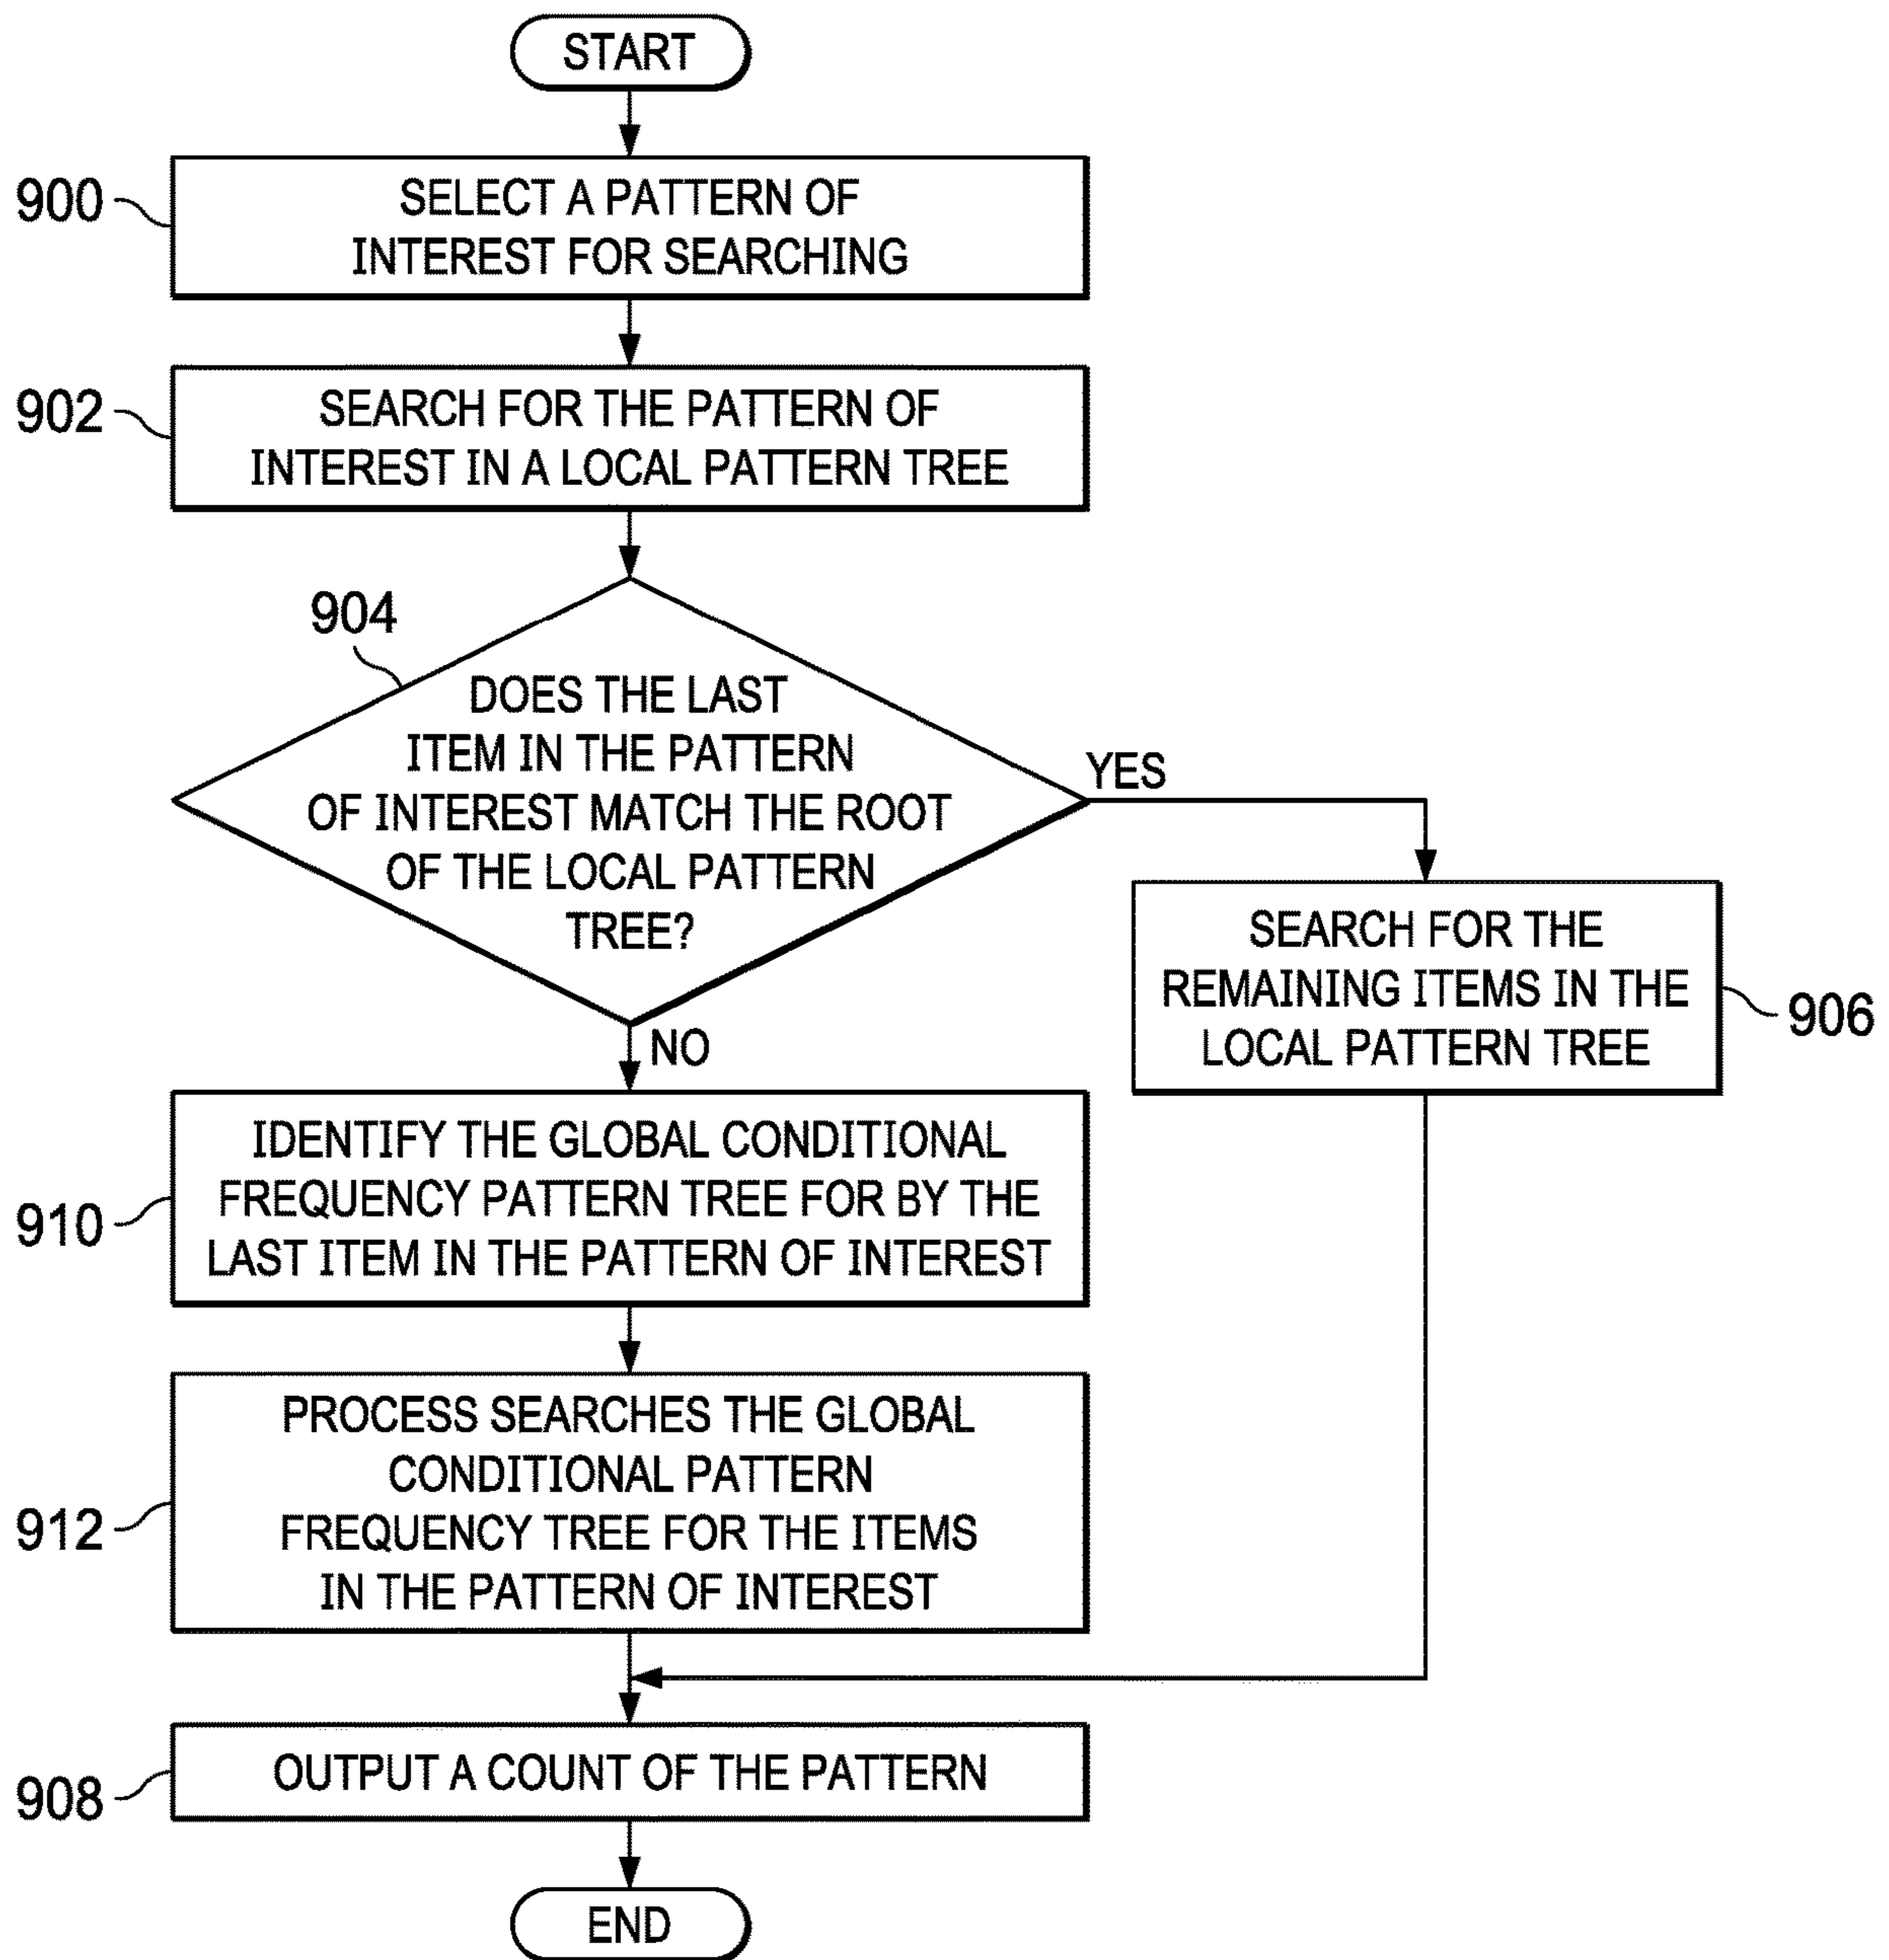 START
900
SELECT A PATTERN OF
INTEREST FOR SEARCHING
902
SEARCH FOR THE PATTERN OF
INTEREST IN A LOCAL PATTERN TREE
904
DOES THE LAST
ITEM IN THE PATTERN
OF INTEREST MATCH THE ROOT
OF THE LOCAL PATTERN
TREE?
YES
SEARCH FOR THE
REMAINING ITEMS IN THE
LOCAL PATTERN TREE
906
NO
910
IDENTIFY THE GLOBAL CONDITIONAL
FREQUENCY PATTERN TREE FOR BY THE
LAST ITEM IN THE PATTERN OF INTEREST
912
PROCESS SEARCHES THE GLOBAL
CONDITIONAL PATTERN
FREQUENCY TREE FOR THE ITEMS
IN THE PATTERN OF INTEREST
908
OUTPUT A COUNT OF THE PATTERN
END